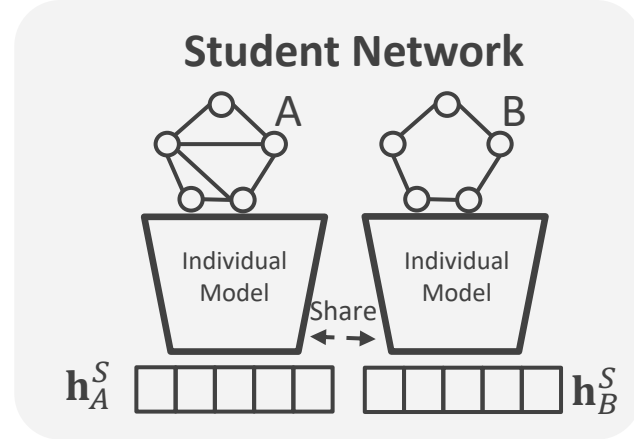 Student Network
A
B
Individual
Model
Individual
Model
Share
h_A^S
h_B^S